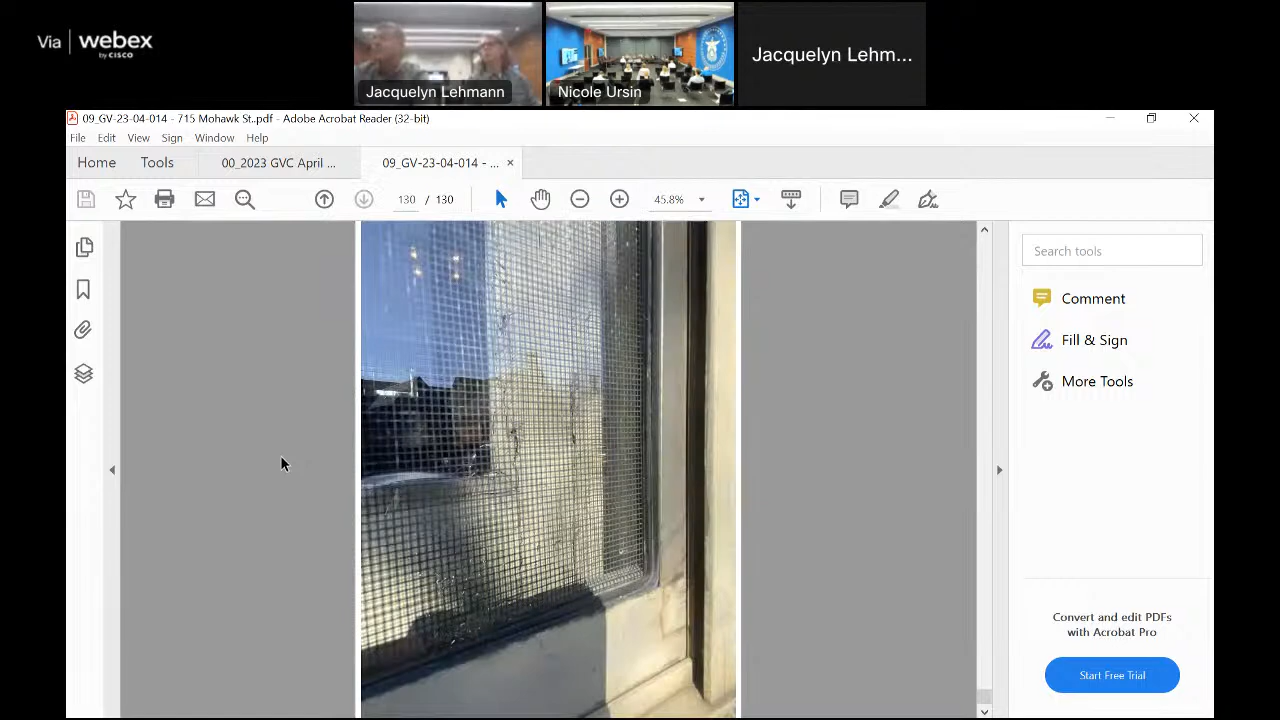 Via webex
by CISCO
Jacquelyn Lehmann
Nicole Ursin
Jacquelyn Lehm...
09_GV-23-04-014 - 715 Mohawk St..pdf - Adobe Acrobat Reader (32-bit)
File Edit View Sign Window Help
Home Tools 00_2023 GVC April ... 09_GV-23-04-014 - ... ×
130 / 130 45.8%
Search tools
Comment
Fill & Sign
More Tools
Convert and edit PDFs
with Acrobat Pro
Start Free Trial